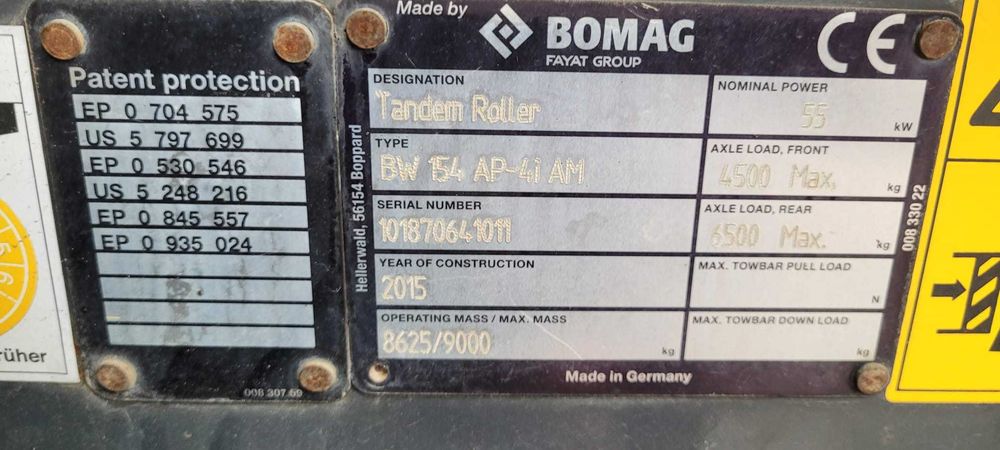 Patent protection
EP 0 704 575
US 5 797 699
EP 0 530 546
US 5 248 216
EP 0 845 557
EP 0 935 024
008 307 69
Made by
BOMAG
FAYAT GROUP
CE
DESIGNATION
Tandem Roller
NOMINAL POWER
55 kW
TYPE
BW 154 AP-4i AM
AXLE LOAD, FRONT
4500 Max. kg
SERIAL NUMBER
101870641011
AXLE LOAD, REAR
6500 Max. kg
YEAR OF CONSTRUCTION
2015
MAX. TOWBAR PULL LOAD
N
OPERATING MASS / MAX. MASS
8625/9000 kg
MAX. TOWBAR DOWN LOAD
kg
Made in Germany
Hellerwald, 56154 Boppard
008 330 22
rüher